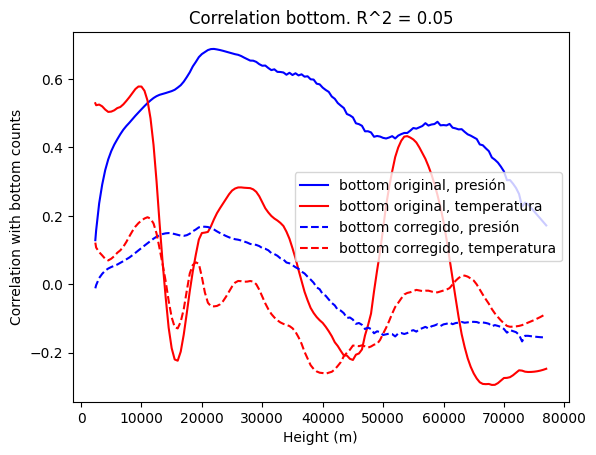 Correlation bottom. R^2 = 0.05
Correlation with bottom counts
0.6
0.4
0.2
0.0
−0.2
bottom original, presión
bottom original, temperatura
bottom corregido, presión
bottom corregido, temperatura
0 10000 20000 30000 40000 50000 60000 70000 80000
Height (m)